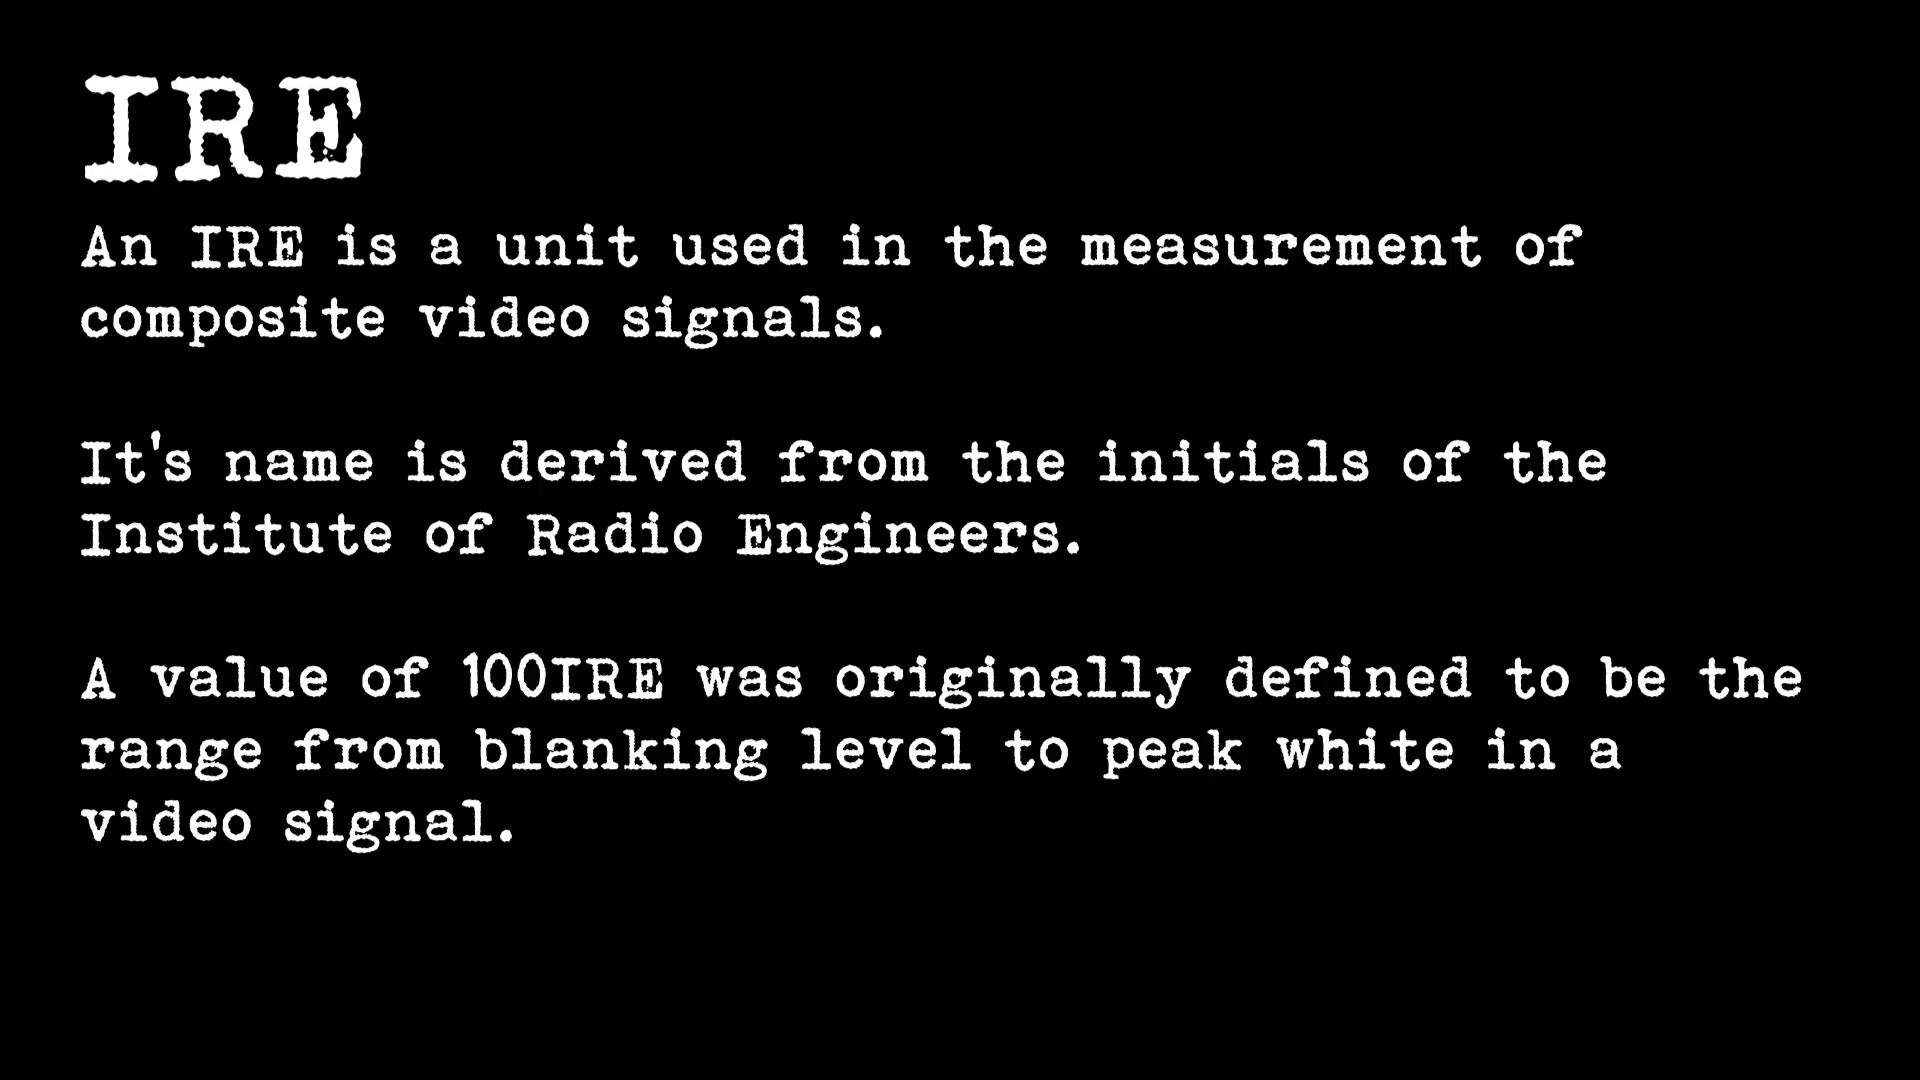 IRE
An IRE is a unit used in the measurement of
composite video signals.
It's name is derived from the initials of the
Institute of Radio Engineers.
A value of 100IRE was originally defined to be the
range from blanking level to peak white in a
video signal.